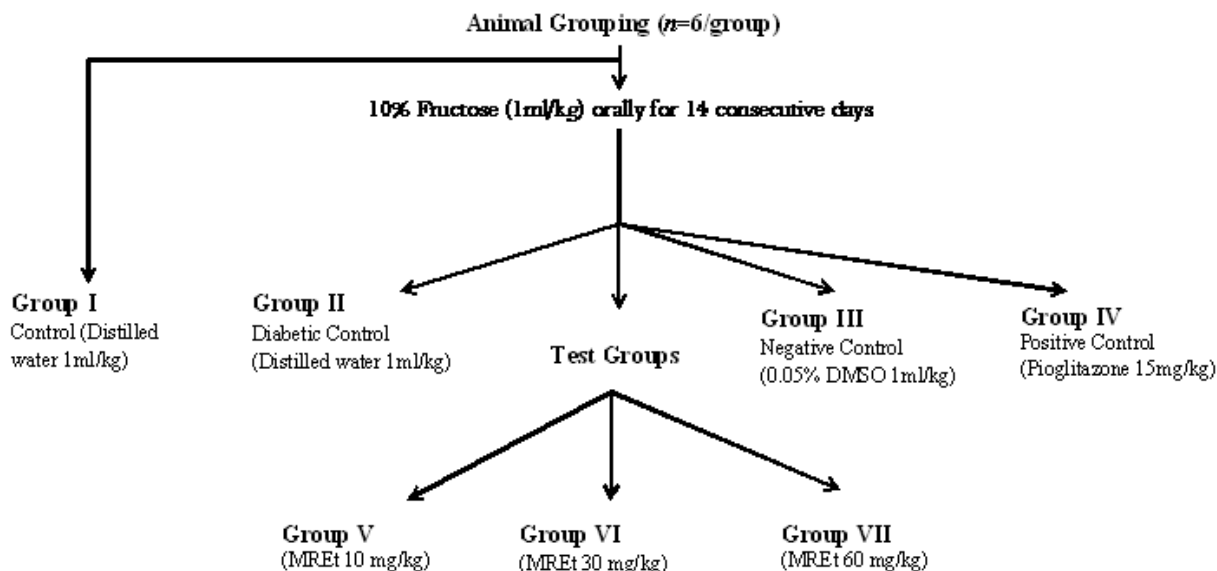 Animal Grouping (n=6/group)
10% Fructose (1ml/kg) orally for 14 consecutive days
Group I
Control (Distilled
water 1ml/kg)
Group II
Diabetic Control
(Distilled water 1ml/kg)
Test Groups
Group III
Negative Control
(0.05% DMSO 1ml/kg)
Group IV
Positive Control
(Pioglitazone 15mg/kg)
Group V
(MREt 10 mg/kg)
Group VI
(MREt 30 mg/kg)
Group VII
(MREt 60 mg/kg)